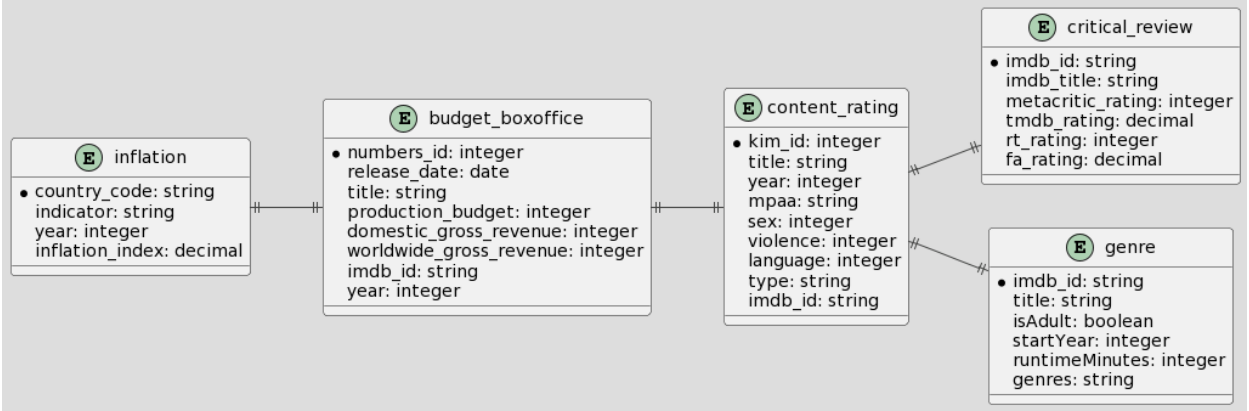 E inflation
country_code: string
indicator: string
year: integer
inflation_index: decimal
E budget_boxoffice
numbers_id: integer
release_date: date
title: string
production_budget: integer
domestic_gross_revenue: integer
worldwide_gross_revenue: integer
imdb_id: string
year: integer
E content_rating
kim_id: integer
title: string
year: integer
mpaa: string
sex: integer
violence: integer
language: integer
type: string
imdb_id: string
E critical_review
imdb_id: string
imdb_title: string
metacritic_rating: integer
tmdb_rating: decimal
rt_rating: integer
fa_rating: decimal
E genre
imdb_id: string
title: string
isAdult: boolean
startYear: integer
runtimeMinutes: integer
genres: string